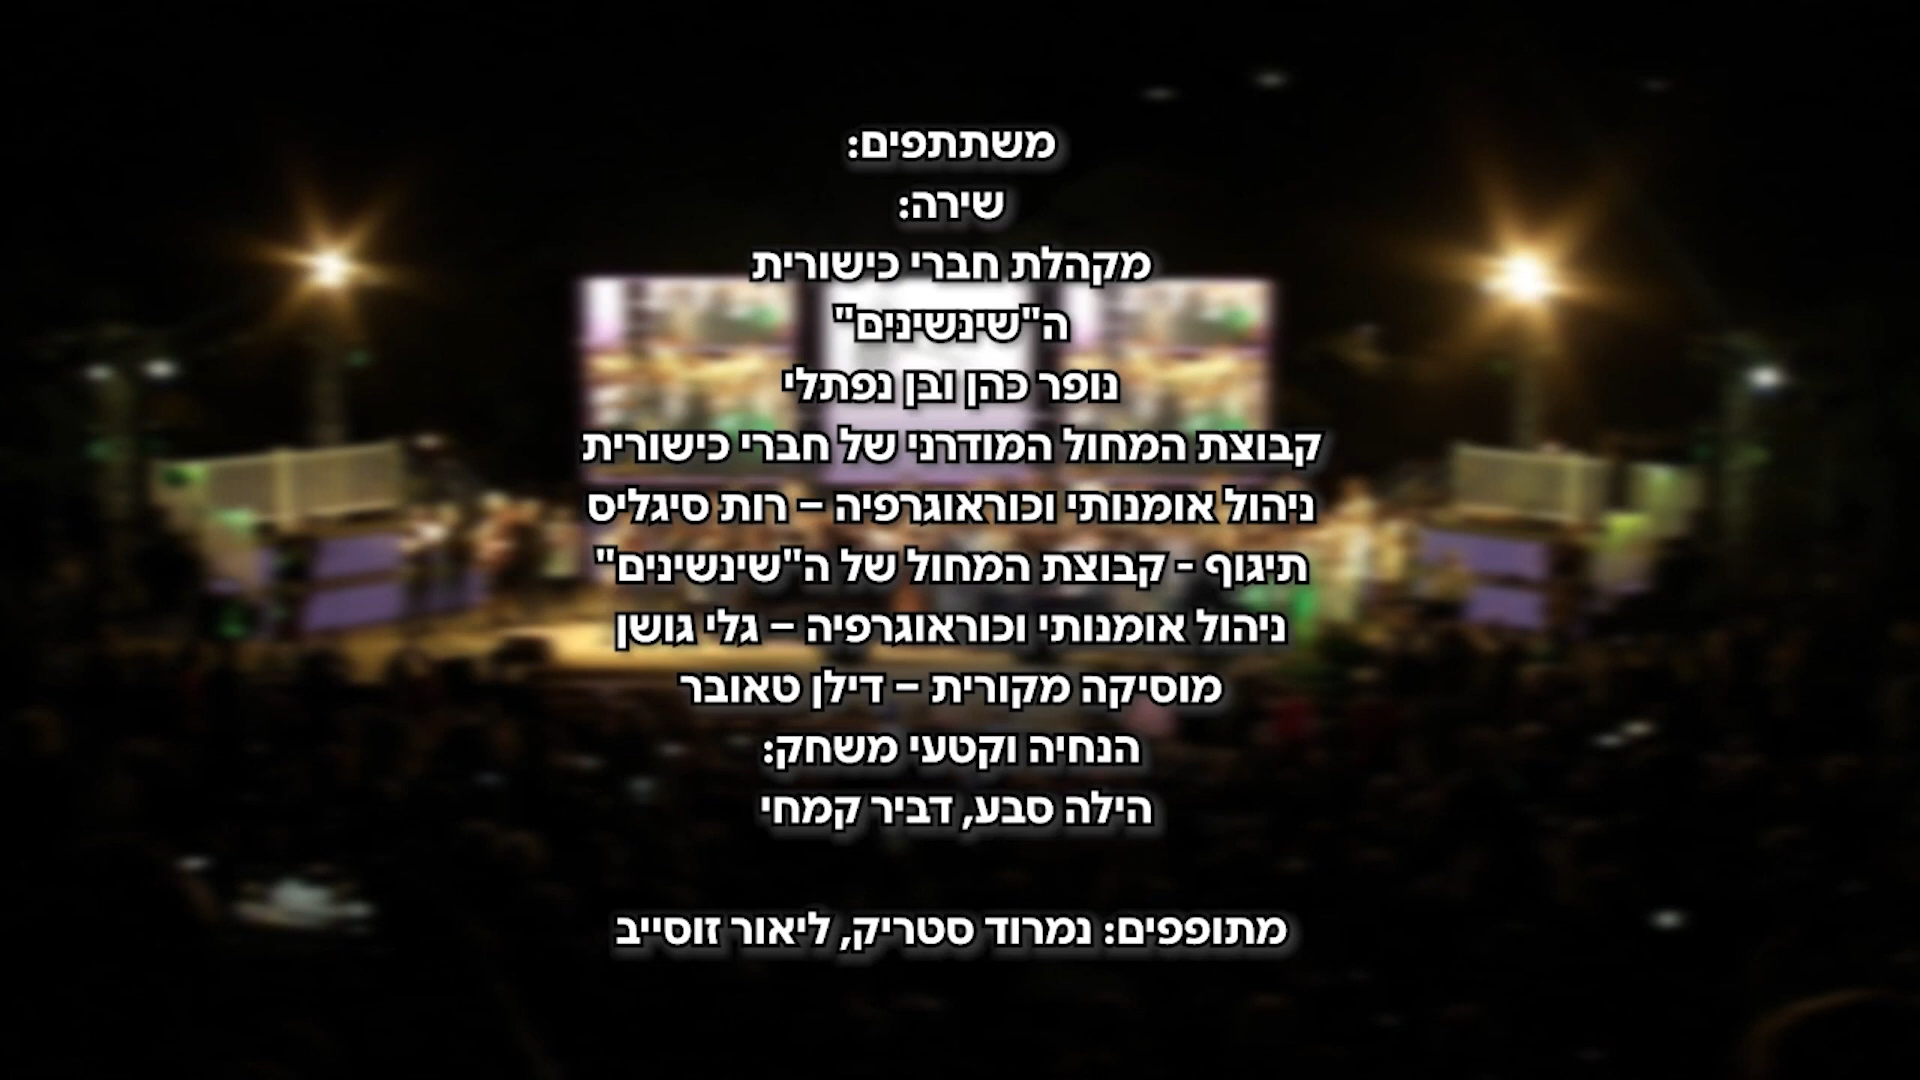 משתתפים:
שירה:
מקהלת חברי כישורית
ה"שינשינים"
נופר כהן ובן נפתלי
קבוצת המחול המודרני של חברי כישורית
ניהול אומנותי וכוראוגרפיה – רות סיגליס
תיגוף - קבוצת המחול של ה"שינשינים"
ניהול אומנותי וכוראוגרפיה – גלי גושן
מוסיקה מקורית – דילן טאובר
הנחיה וקטעי משחק:
הילה סבע, דביר קמחי
מתופפים: נמרוד סטריק, ליאור זוסייב